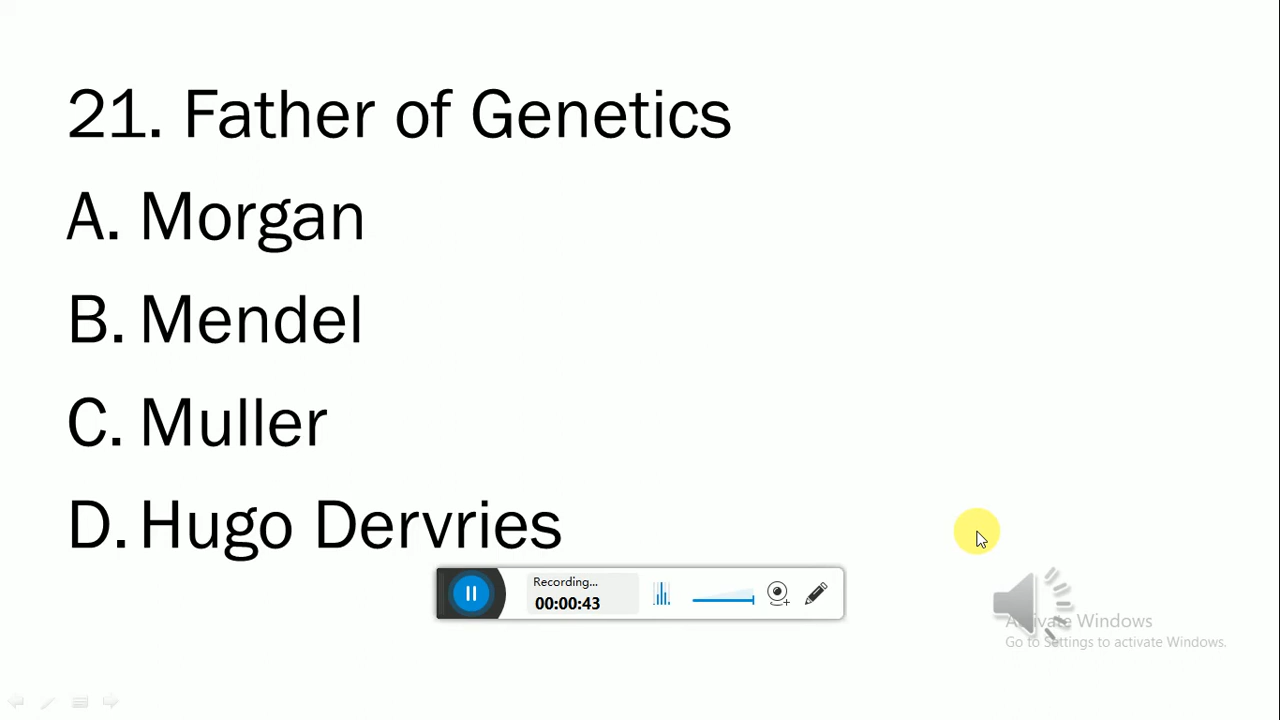 21. Father of Genetics
A. Morgan
B. Mendel
C. Muller
D. Hugo Dervries
Recording...
00:00:43
Activate Windows
Go to Settings to activate Windows.